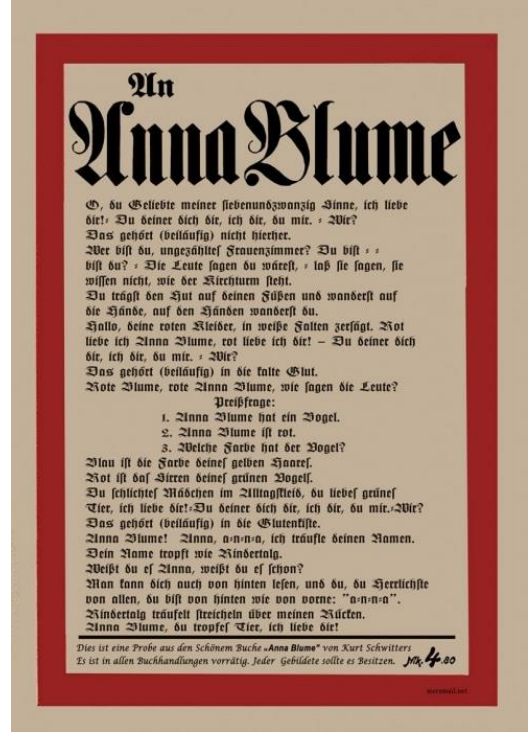 An
Anna Blume
O, du Geliebte meiner siebenundzwanzig Sinne, ich liebe
dir!⸗ Du deiner dich dir, ich dir, du mir. ⸗ Wir?
Das gehört (beiläufig) nicht hierher.
Wer bist du, ungezähltes Frauenzimmer? Du bist ⸗ ⸗
bist du? ⸗ Die Leute sagen du wärest, ⸗ laß sie sagen, sie
wissen nicht, wie der Kirchturm steht.
Du trägst den Hut auf deinen Füßen und wanderst auf
die Hände, auf den Händen wanderst du.
Hallo, deine roten Kleider, in weiße Falten zersägt. Rot
liebe ich Anna Blume, rot liebe ich dir! – Du deiner dich
dir, ich dir, du mir. ⸗ Wir?
Das gehört (beiläufig) in die kalte Glut.
Rote Blume, rote Anna Blume, wie sagen die Leute?
Preißfrage:
1. Anna Blume hat ein Vogel.
2. Anna Blume ist rot.
3. Welche Farbe hat der Vogel?
Blau ist die Farbe deines gelben Haares.
Rot ist das Girren deines grünen Vogels.
Du schlichtes Mädchen im Alltagskleid, du liebes grünes
Tier, ich liebe dir!⸗Du deiner dich dir, ich dir, du mir.⸗Wir?
Das gehört (beiläufig) in die Glutenkiste.
Anna Blume! Anna, a⸗n⸗n⸗a, ich träufle deinen Namen.
Dein Name tropft wie Rindertalg.
Weißt du es Anna, weißt du es schon?
Man kann dich auch von hinten lesen, und du, du Herrlichste
von allen, du bist von hinten wie von vorne: "a⸗n⸗n⸗a".
Rindertalg träufelt streicheln über meinen Rücken.
Anna Blume, du tropfes Tier, ich liebe dir!
Dies ist eine Probe aus den Schönem Buche „Anna Blume" von Kurt Schwitters
Es ist in allen Buchhandlungen vorrätig. Jeder Gebildete sollte es Besitzen. Mk. 4.80
merzmail.net